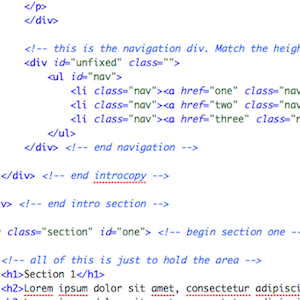 </p>
</div>
<!-- this is the navigation div. Match the heigh
<div id="unfixed" class="">
<ul id="nav">
<li class="nav"><a href="one" class="nav
<li class="nav"><a href="two" class="nav
<li class="nav"><a href="three" class="n
</ul>
</div> <!-- end navigation -->
</div> <!-- end introcopy -->
v> <!-- end intro section -->
class="section" id="one"> <!-- begin section one --
<!-- all of this is just to hold the area -->
<h1>Section 1</h1>
<h2>Lorem ipsum dolor sit amet, consectetur adipisci